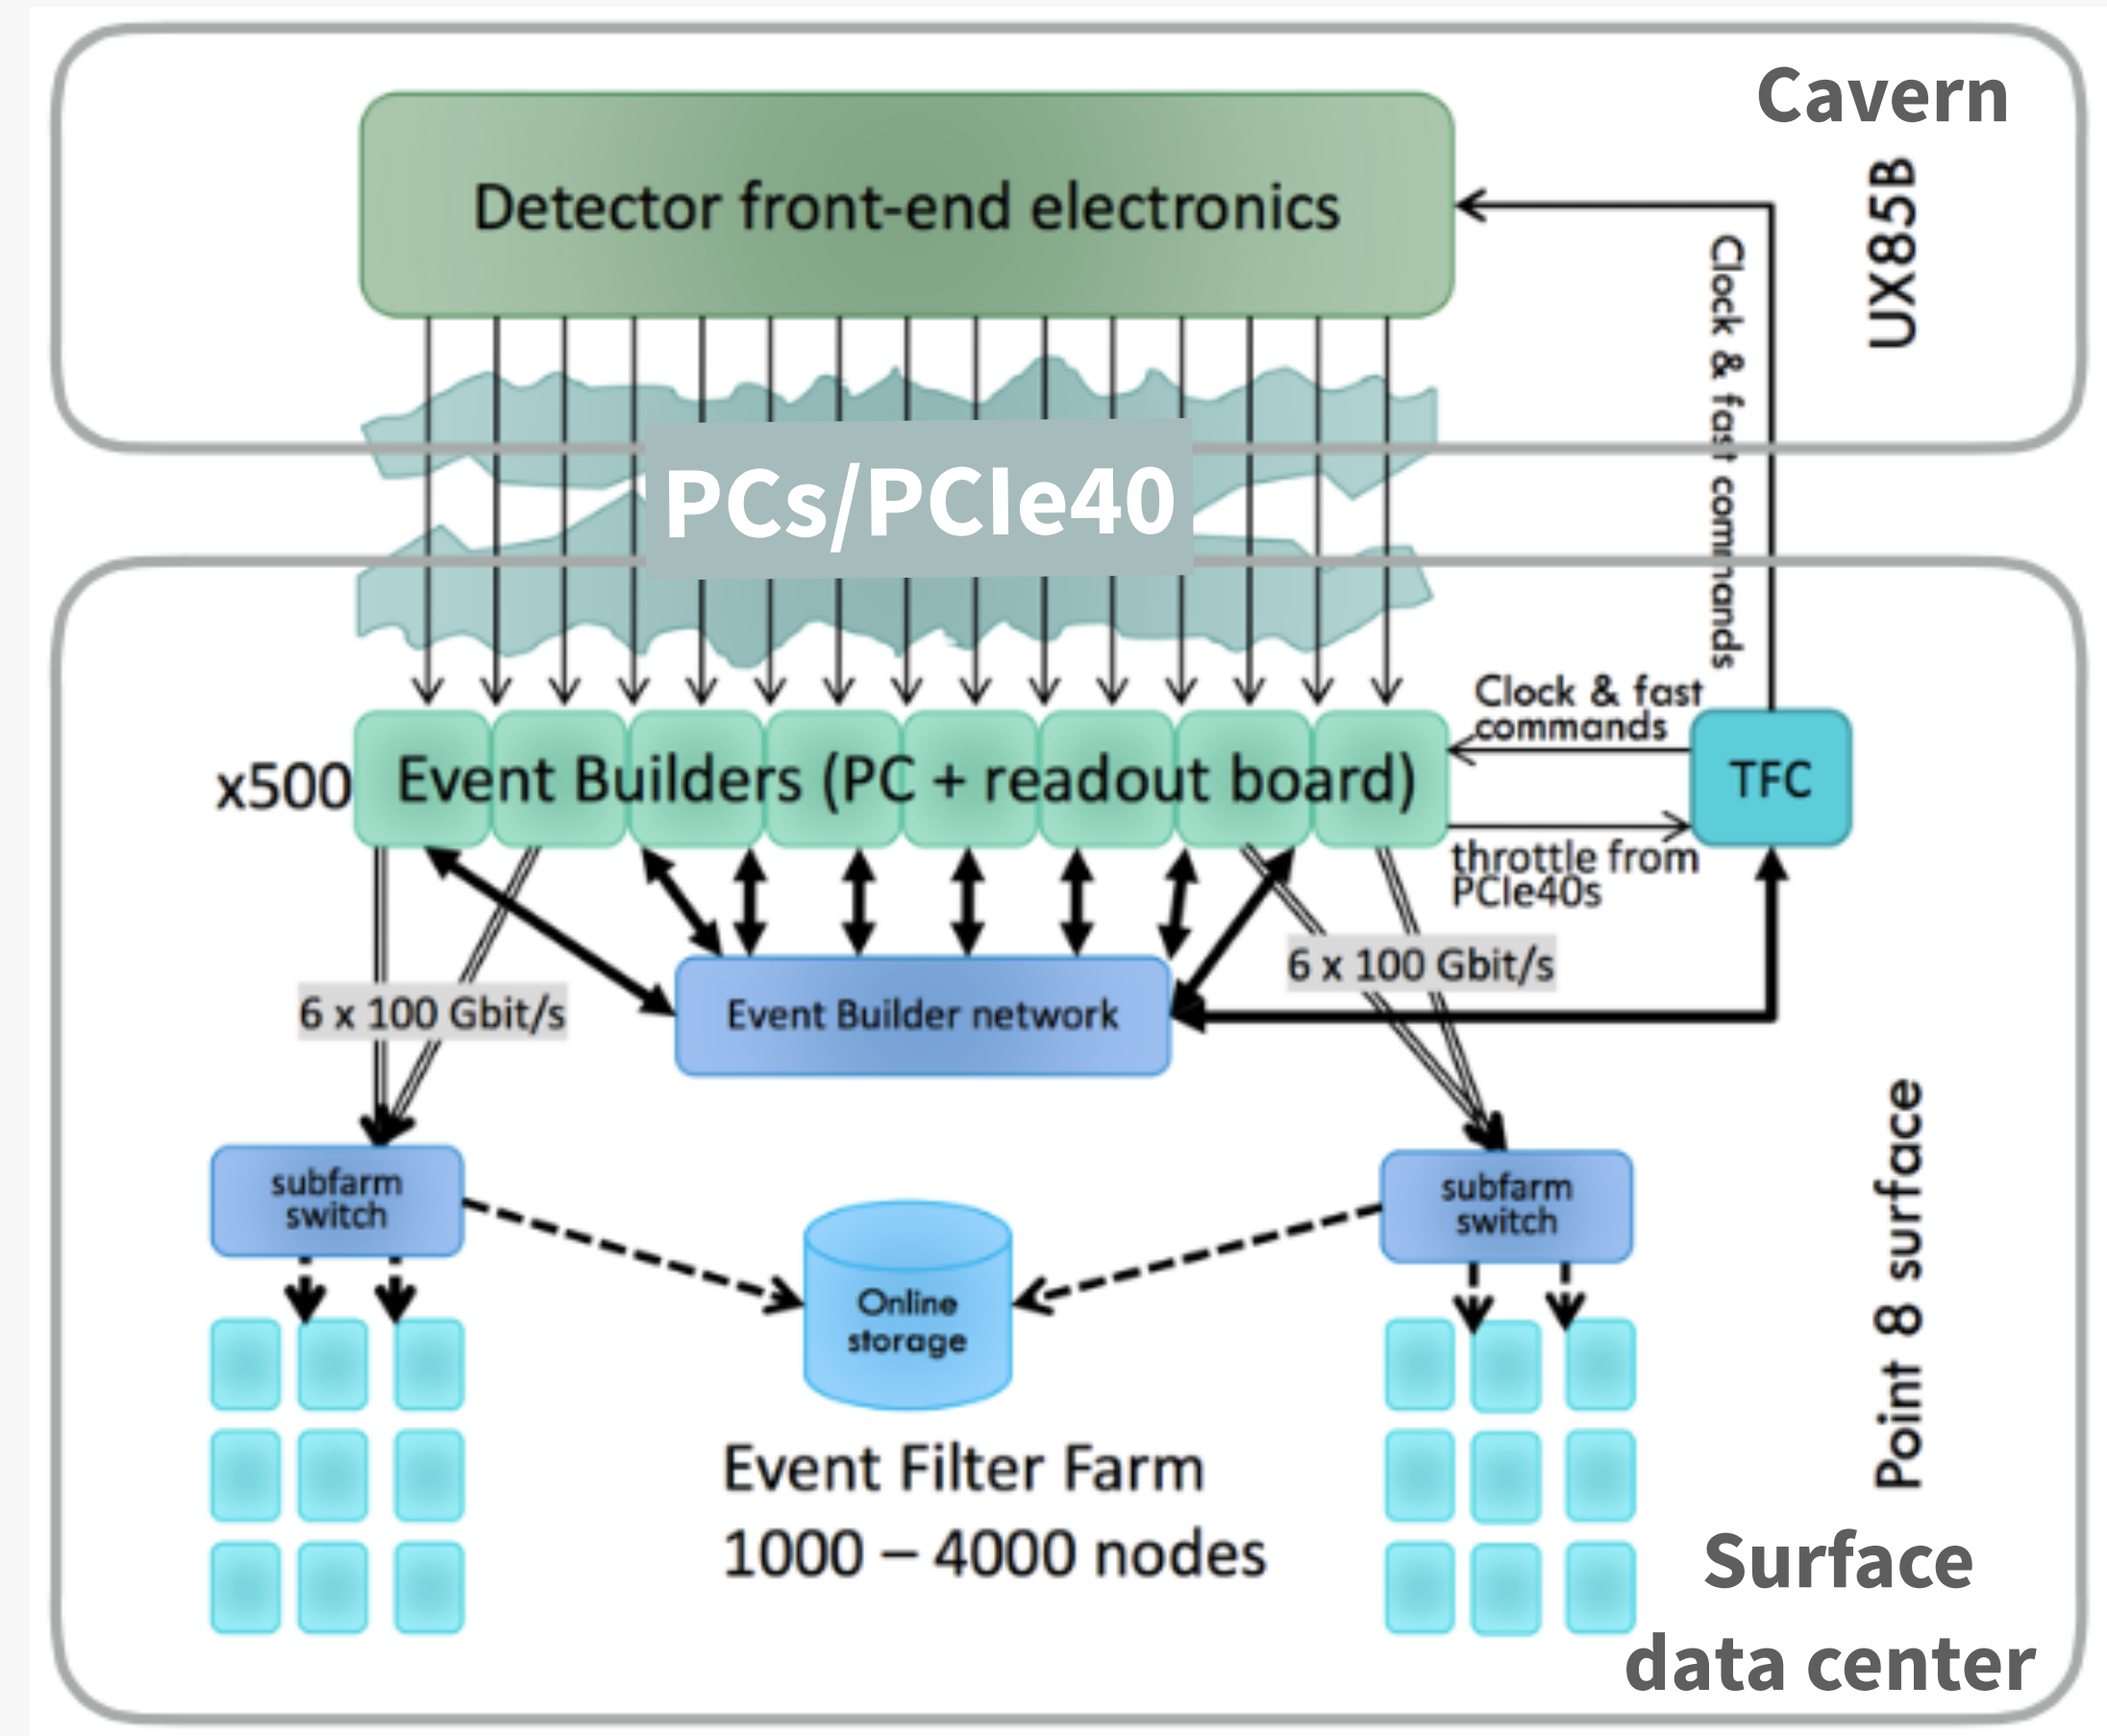 Cavern
UX85B
Detector front-end electronics
Clock & fast commands
PCs/PCIe40
Clock & fast
commands
x500
Event Builders (PC + readout board)
TFC
throttle from
PCIe40s
6 x 100 Gbit/s
6 x 100 Gbit/s
Event Builder network
subfarm
switch
subfarm
switch
Online
storage
Point 8 surface
Event Filter Farm
1000 – 4000 nodes
Surface
data center